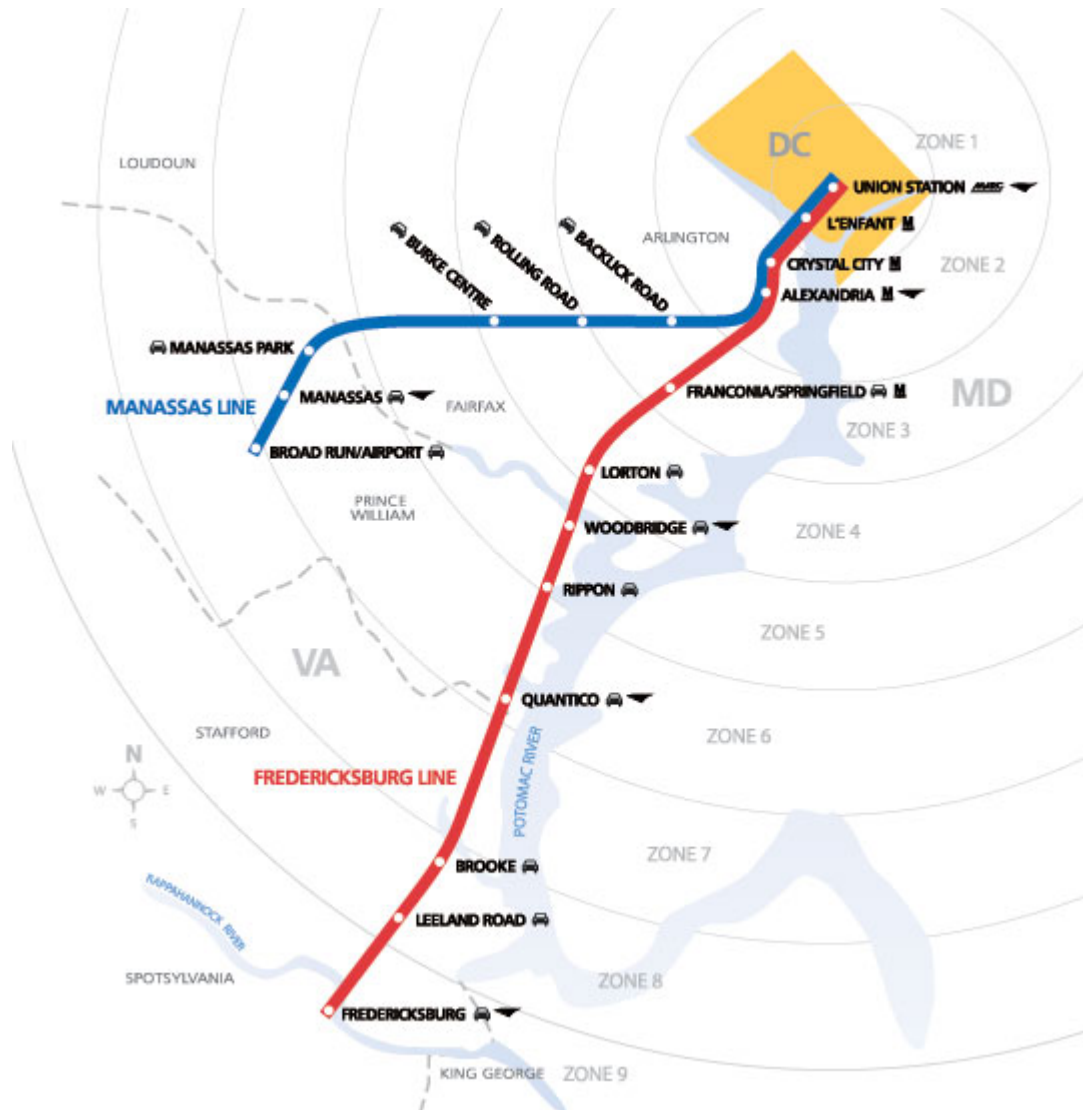 DC
ZONE 1
LOUDOUN
UNION STATION MARC
L'ENFANT M
ARLINGTON
BACKLICK ROAD
ROLLING ROAD
BURKE CENTRE
CRYSTAL CITY M
ZONE 2
ALEXANDRIA M
MANASSAS PARK
FRANCONIA/SPRINGFIELD M
MD
MANASSAS
MANASSAS LINE
FAIRFAX
ZONE 3
BROAD RUN/AIRPORT
LORTON
PRINCE
WILLIAM
WOODBRIDGE
ZONE 4
RIPPON
ZONE 5
VA
QUANTICO
STAFFORD
ZONE 6
N
W E
S
FREDERICKSBURG LINE
POTOMAC RIVER
ZONE 7
BROOKE
RAPPAHANNOCK RIVER
LEELAND ROAD
SPOTSYLVANIA
ZONE 8
FREDERICKSBURG
KING GEORGE
ZONE 9